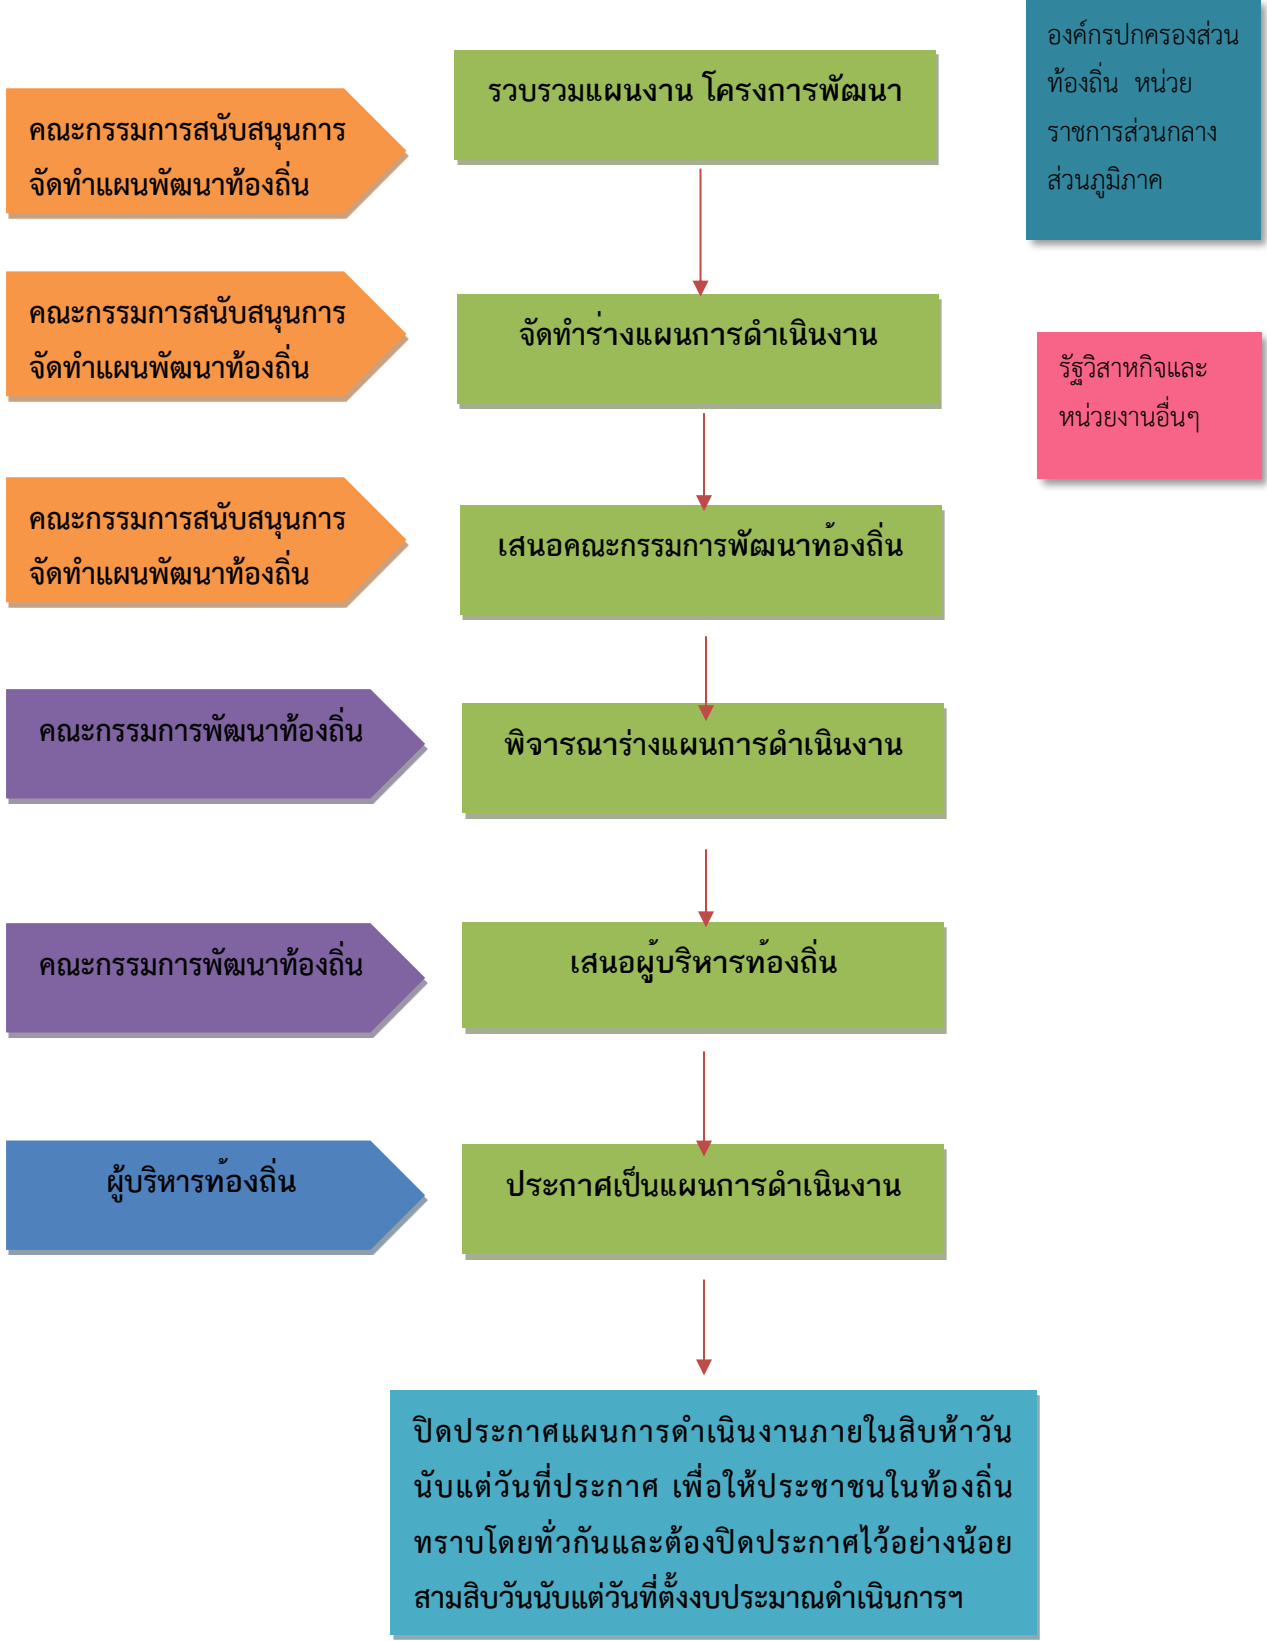 รวบรวมแผนงาน โครงการพัฒนา
องค์กรปกครองส่วน
ท้องถิ่น หน่วย
ราชการส่วนกลาง
ส่วนภูมิภาค
คณะกรรมการสนับสนุนการ
จัดทำแผนพัฒนาท้องถิ่น
คณะกรรมการสนับสนุนการ
จัดทำแผนพัฒนาท้องถิ่น
จัดทำร่างแผนการดำเนินงาน
รัฐวิสาหกิจและ
หน่วยงานอื่นๆ
คณะกรรมการสนับสนุนการ
จัดทำแผนพัฒนาท้องถิ่น
เสนอคณะกรรมการพัฒนาท้องถิ่น
คณะกรรมการพัฒนาท้องถิ่น
พิจารณาร่างแผนการดำเนินงาน
คณะกรรมการพัฒนาท้องถิ่น
เสนอผู้บริหารท้องถิ่น
ผู้บริหารท้องถิ่น
ประกาศเป็นแผนการดำเนินงาน
ปิดประกาศแผนการดำเนินงานภายในสิบห้าวัน
นับแต่วันที่ประกาศ เพื่อให้ประชาชนในท้องถิ่น
ทราบโดยทั่วกันและต้องปิดประกาศไว้อย่างน้อย
สามสิบวันนับแต่วันที่ตั้งงบประมาณดำเนินการฯ